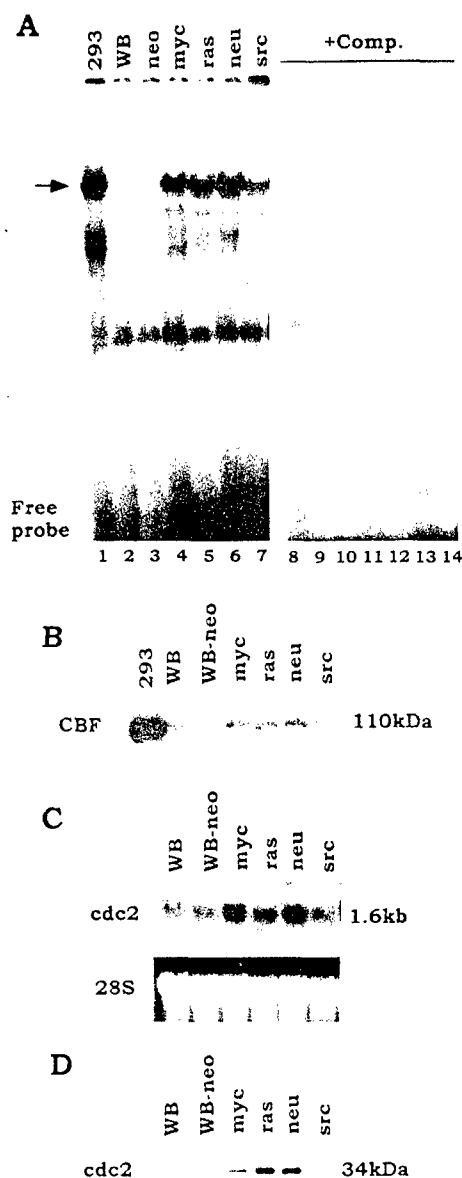 A
293 WB neo myc ras neu src
+Comp.
Free
probe
1 2 3 4 5 6 7 8 9 10 11 12 13 14
B
293 WB WB-neo myc ras neu src
CBF 110kDa
C
WB WB-neo myc ras neu src
cdc2 1.6kb
28S
D
WB WB-neo myc ras neu src
cdc2 34kDa